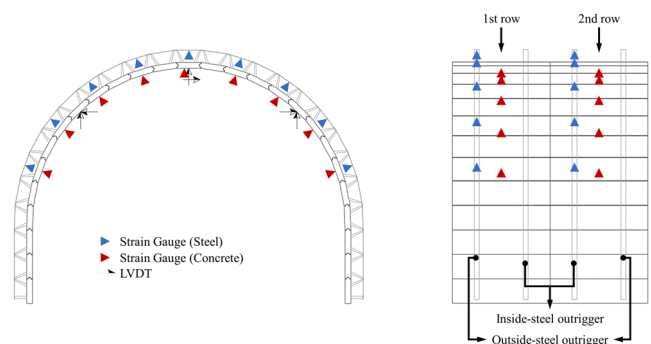 1st row
2nd row
Strain Gauge (Steel)
Strain Gauge (Concrete)
LVDT
Inside-steel outrigger
Outside-steel outrigger